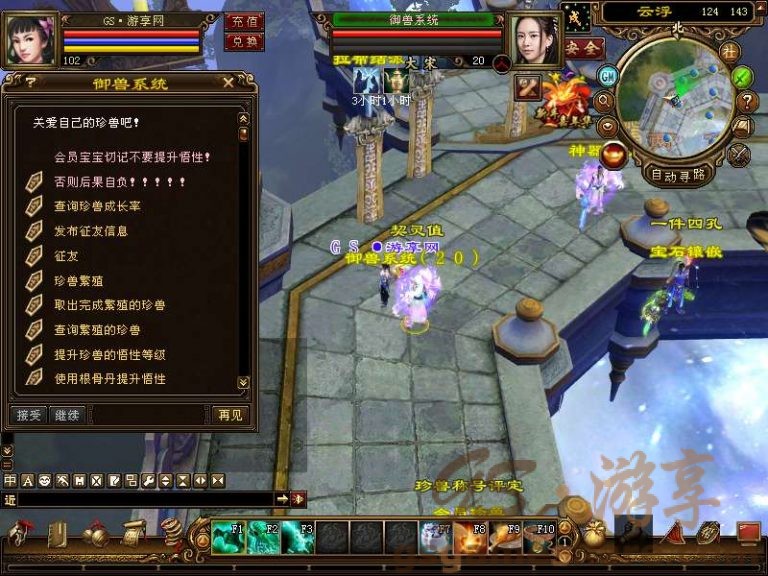 GS·游享网
充值
兑换
102
御兽系统
20
大宋
3小时1小时
安全
云浮 124 143
北
社
GM
?
自动寻路
? 御兽系统 ×
关爱自己的珍兽吧!
会员宝宝切记不要提升悟性!
否则后果自负!!!!!
查询珍兽成长率
发布征友信息
征友
珍兽繁殖
取出完成繁殖的珍兽
查询繁殖的珍兽
提升珍兽的悟性等级
使用根骨丹提升悟性
接受 继续 再见
神器
契灵值
GS●游享网
御兽系统(20)
一件四孔
宝石镶嵌
珍兽称号评定
近
F1 F2 F3 F7 F8 F9 F10
1
游享